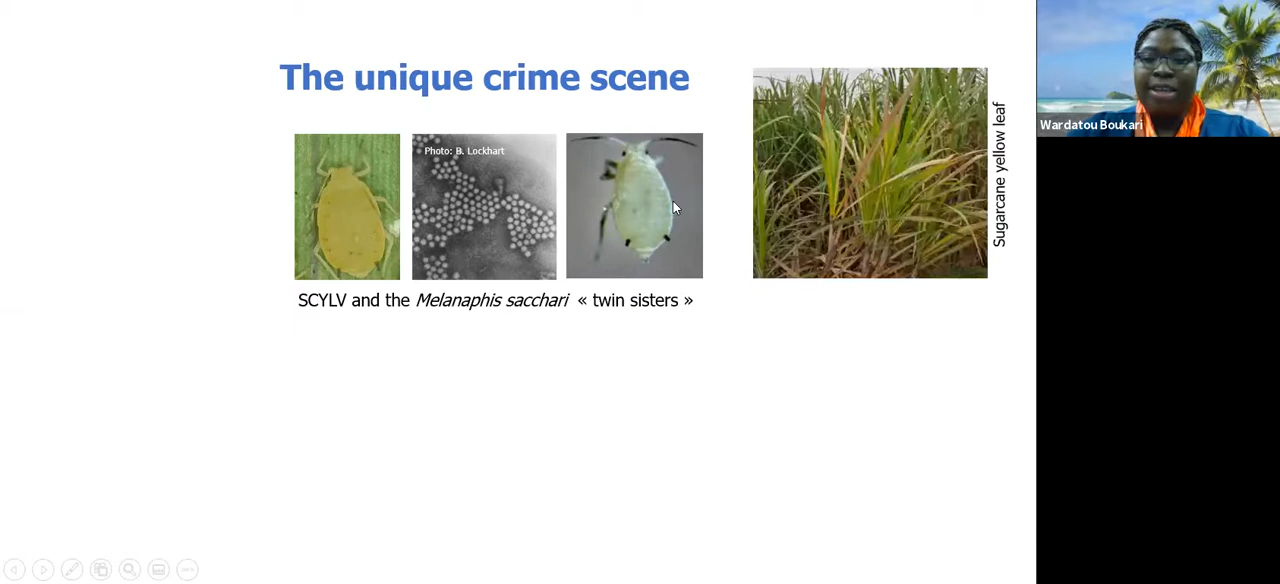 The unique crime scene
Photo: B. Lockhart
SCYLV and the Melanaphis sacchari « twin sisters »
Sugarcane yellow leaf
Wardatou Boukari